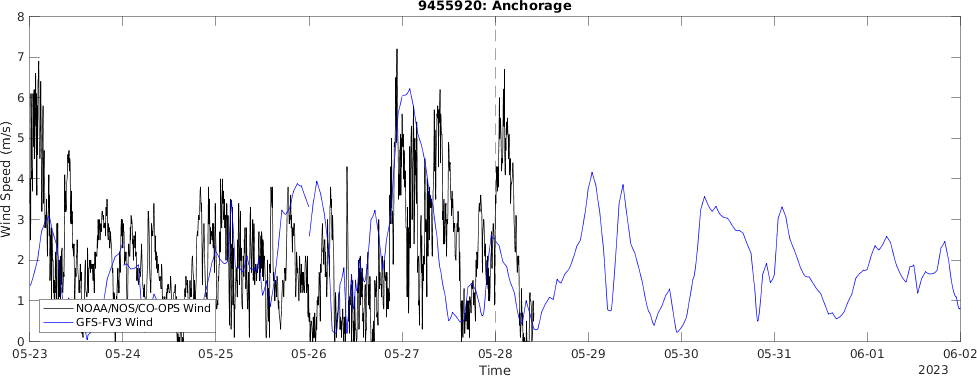 9455920: Anchorage
8
7
6
5
4
3
2
1
0
Wind Speed (m/s)
NOAA/NOS/CO-OPS Wind
GFS-FV3 Wind
05-23 05-24 05-25 05-26 05-27 05-28 05-29 05-30 05-31 06-01 06-02
Time
2023